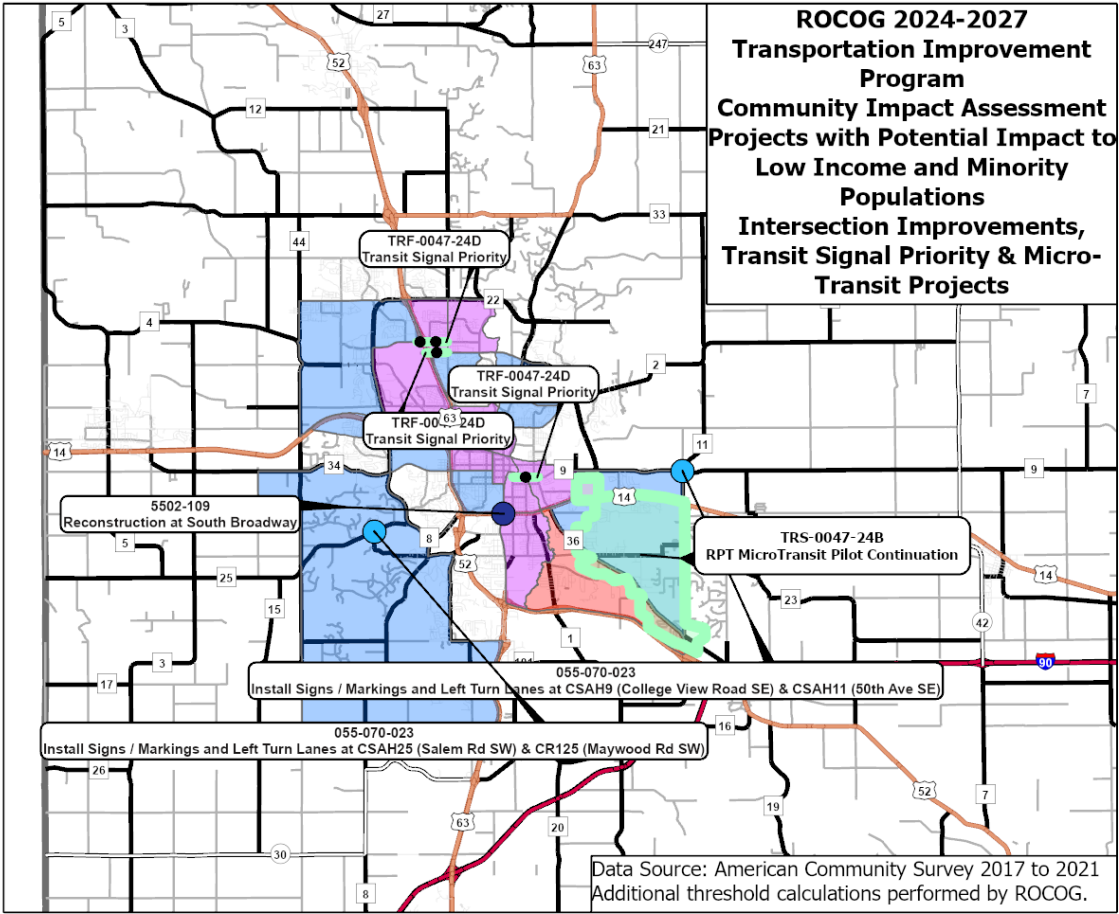 ROCOG 2024-2027
Transportation Improvement
Program
Community Impact Assessment
Projects with Potential Impact to
Low Income and Minority
Populations
Intersection Improvements,
Transit Signal Priority & Micro-
Transit Projects
5
3
27
52
247
63
12
21
33
44
TRF-0047-24D
Transit Signal Priority
22
4
2
TRF-0047-24D
Transit Signal Priority
7
63
Transit Signal Priority
14
11
34
9
9
14
5502-109
Reconstruction at South Broadway
8
36
TRS-0047-24B
RPT MicroTransit Pilot Continuation
5
52
25
14
15
23
42
1
3
90
055-070-023
Install Signs / Markings and Left Turn Lanes at CSAH9 (College View Road SE) & CSAH11 (50th Ave SE)
17
16
055-070-023
Install Signs / Markings and Left Turn Lanes at CSAH25 (Salem Rd SW) & CR125 (Maywood Rd SW)
26
52
7
19
63
20
30
8
Data Source: American Community Survey 2017 to 2021
Additional threshold calculations performed by ROCOG.